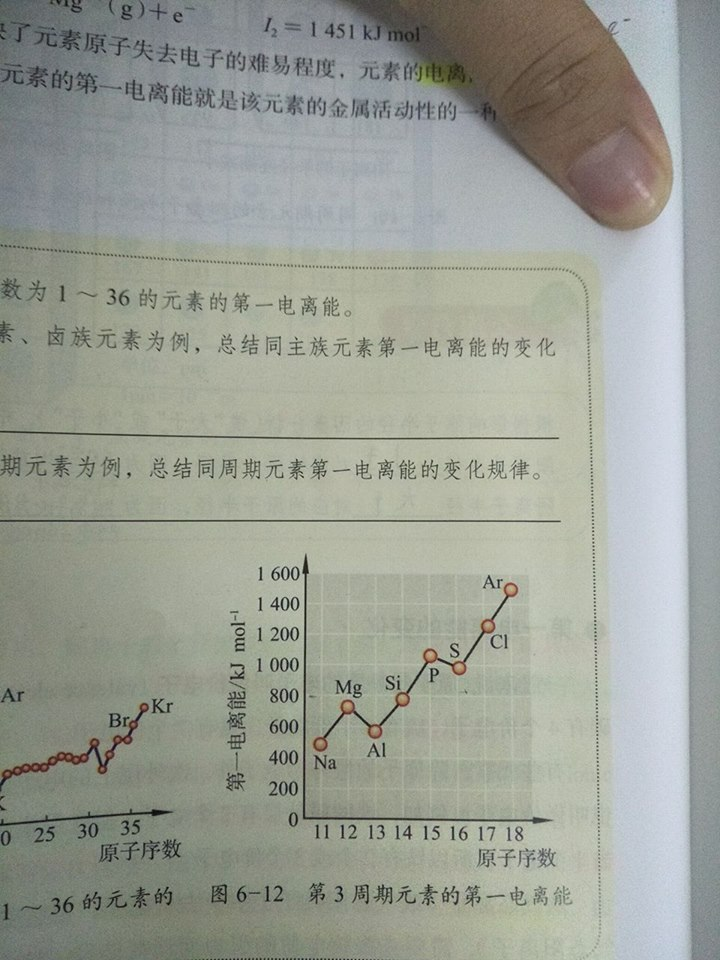 Mg⁻(g)+e⁻ I₂ = 1 451 kJ mol⁻
了元素原子失去电子的难易程度，元素的电离
元素的第一电离能就是该元素的金属活动性的一种
数为 1 ～ 36 的元素的第一电离能。
素、卤族元素为例，总结同主族元素第一电离能的变化
期元素为例，总结同周期元素第一电离能的变化规律。
Ar
Br Kr
25 30 35
原子序数
1 ～ 36 的元素的
第一电离能/kJ mol⁻¹
1 600
1 400
1 200
1 000
800
600
400
200
0
Na Mg Al Si P S Cl Ar
11 12 13 14 15 16 17 18
原子序数
图 6-12 第 3 周期元素的第一电离能